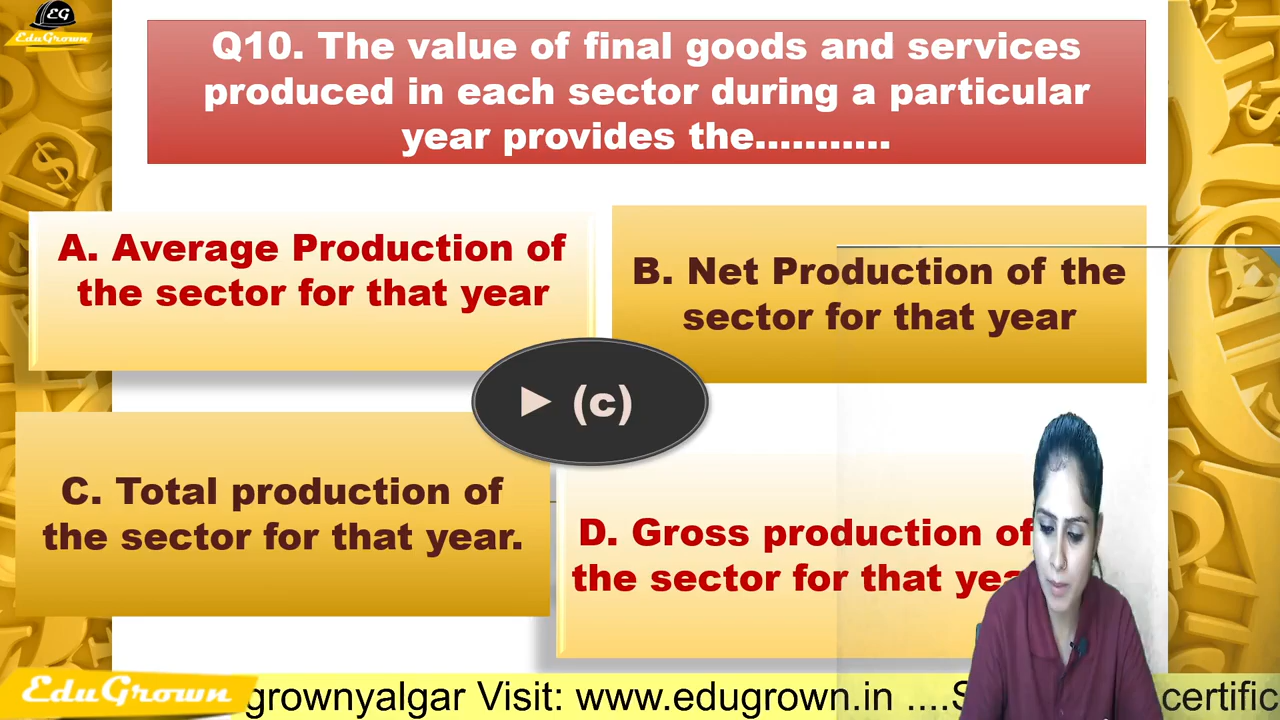 EG
EduGrown
Q10. The value of final goods and services
produced in each sector during a particular
year provides the...........
A. Average Production of
the sector for that year
B. Net Production of the
sector for that year
► (c)
C. Total production of
the sector for that year.
D. Gross production of
the sector for that
EduGrown
grownyalgar Visit: www.edugrown.in ....S
certific